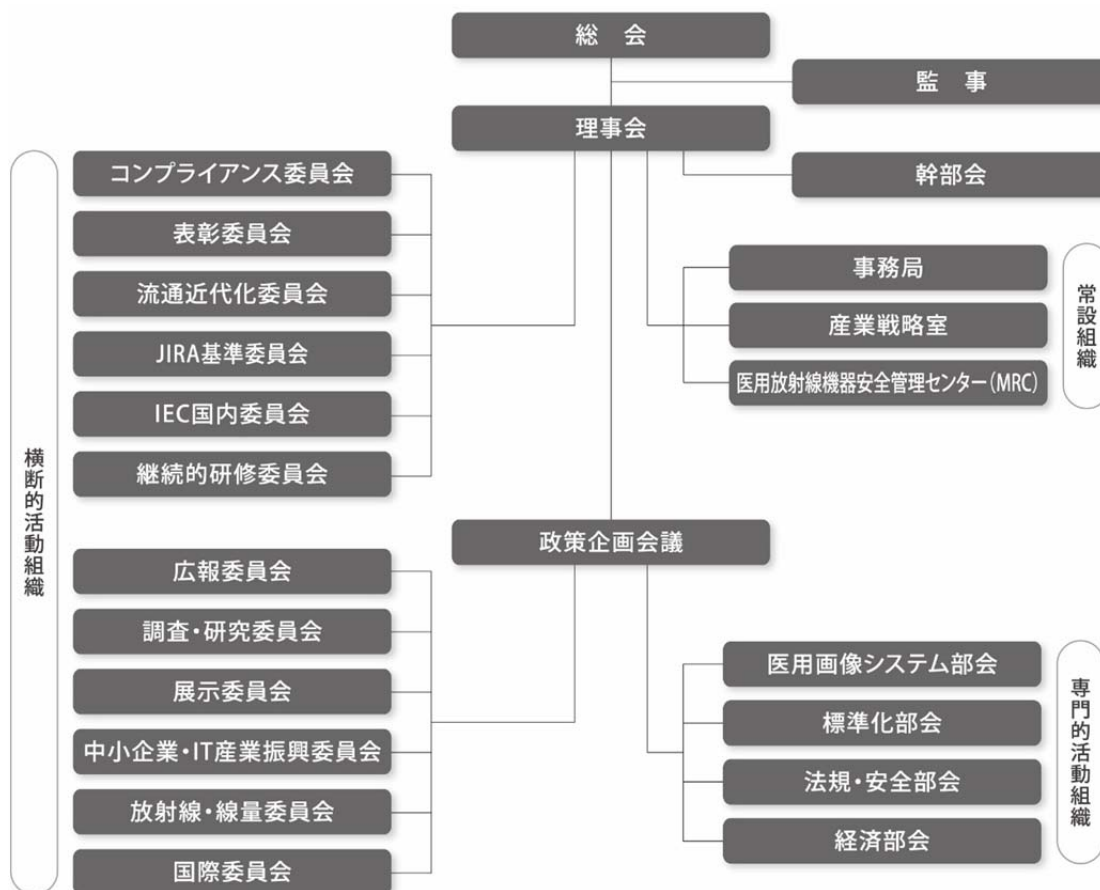 総　会
監　事
理事会
幹部会
横断的活動組織
コンプライアンス委員会
表彰委員会
流通近代化委員会
JIRA基準委員会
IEC国内委員会
継続的研修委員会
事務局
産業戦略室
医用放射線機器安全管理センター（MRC）
常設組織
政策企画会議
広報委員会
調査・研究委員会
展示委員会
中小企業・IT産業振興委員会
放射線・線量委員会
国際委員会
医用画像システム部会
標準化部会
法規・安全部会
経済部会
専門的活動組織